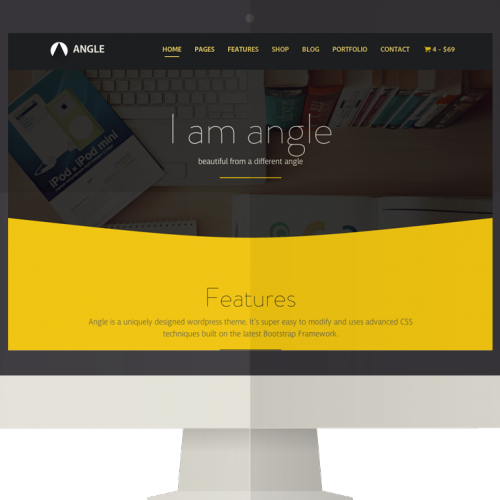 ANGLE
HOME PAGES FEATURES SHOP BLOG PORTFOLIO CONTACT 4 - $69
I am angle
beautiful from a different angle
iPod & iPod mini
Features
Angle is a uniquely designed wordpress theme. It's super easy to modify and uses advanced CSS
techniques built on the latest Bootstrap Framework.